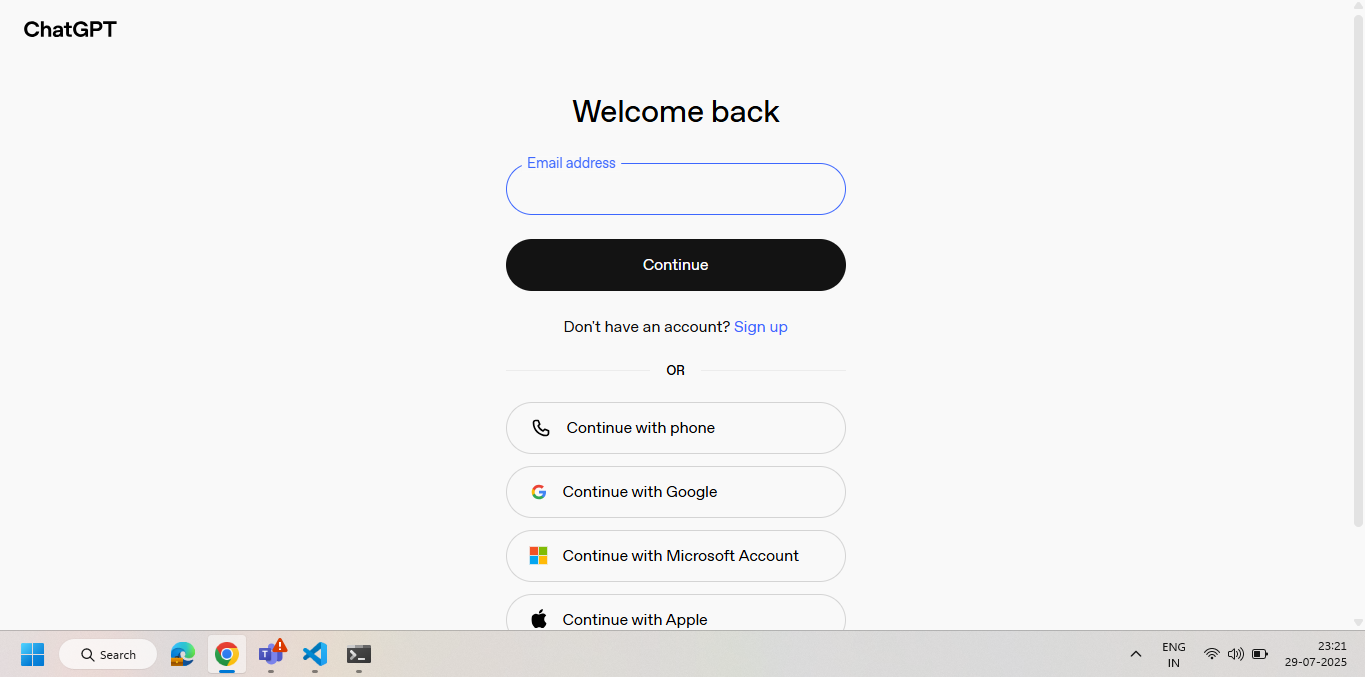 ChatGPT
Welcome back
Email address
Continue
Don't have an account? Sign up
OR
Continue with phone
Continue with Google
Continue with Microsoft Account
Continue with Apple
Search
T
ENG
IN
23:21
29-07-2025